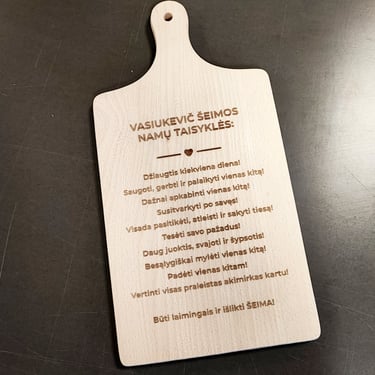 VASIUKEVIČ ŠEIMOS
NAMŲ TAISYKLĖS:
Džiaugtis kiekviena diena!
Saugoti, gerbti ir palaikyti vienas kitą!
Dažnai apkabinti vienas kitą!
Susitvarkyti po savęs!
Visada pasitikėti, atleisti ir sakyti tiesą!
Tesėti savo pažadus!
Daug juoktis, svajoti ir šypsotis!
Besąlygiškai mylėti vienas kitą!
Padėti vienas kitam!
Vertinti visas praleistas akimirkas kartu!
Būti laimingais ir išlikti ŠEIMA!